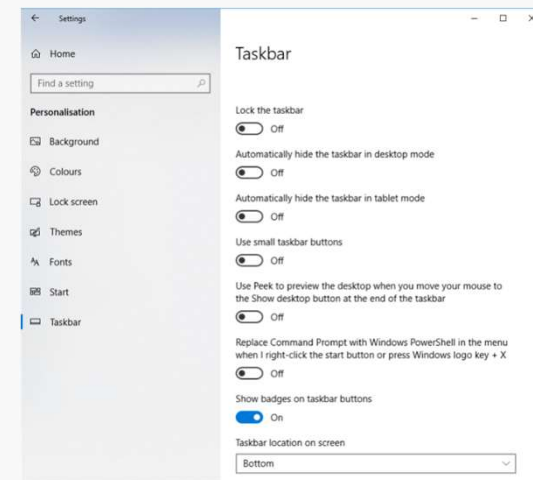 Settings
Home
Find a setting
Personalisation
Background
Colours
Lock screen
Themes
Fonts
Start
Taskbar
Taskbar
Lock the taskbar
Off
Automatically hide the taskbar in desktop mode
Off
Automatically hide the taskbar in tablet mode
Off
Use small taskbar buttons
Off
Use Peek to preview the desktop when you move your mouse to
the Show desktop button at the end of the taskbar
Off
Replace Command Prompt with Windows PowerShell in the menu
when I right-click the start button or press Windows logo key + X
Off
Show badges on taskbar buttons
On
Taskbar location on screen
Bottom